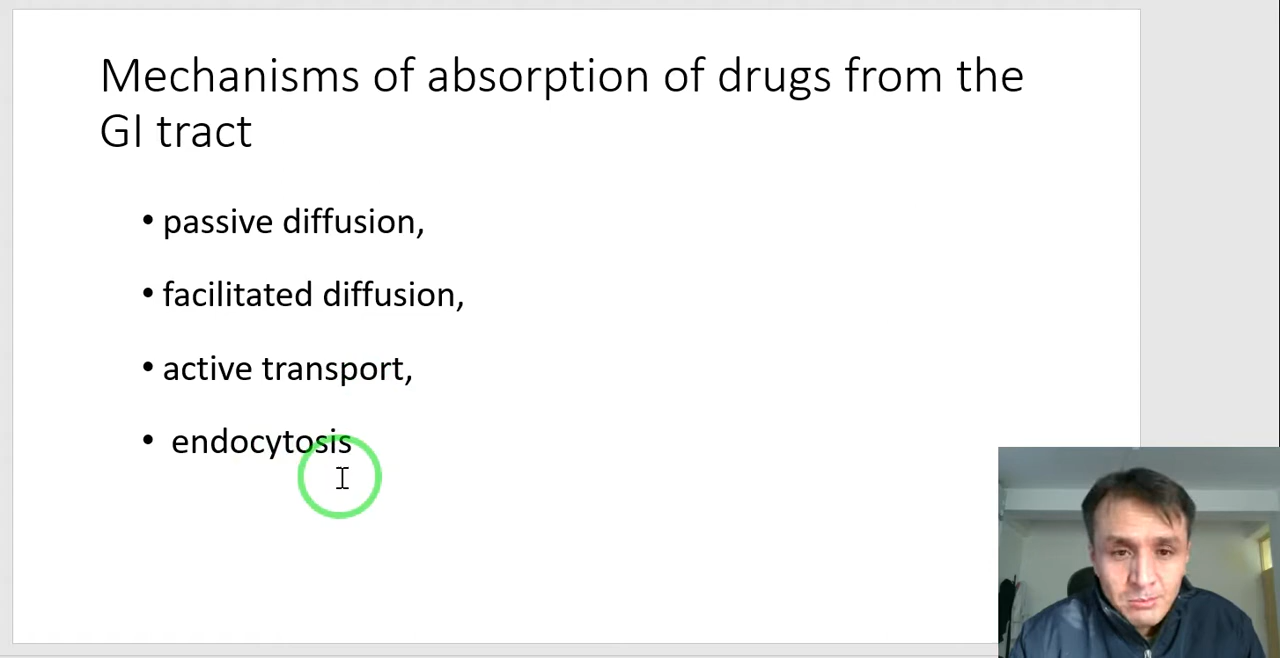 Mechanisms of absorption of drugs from the
GI tract
• passive diffusion,
• facilitated diffusion,
• active transport,
• endocytosis